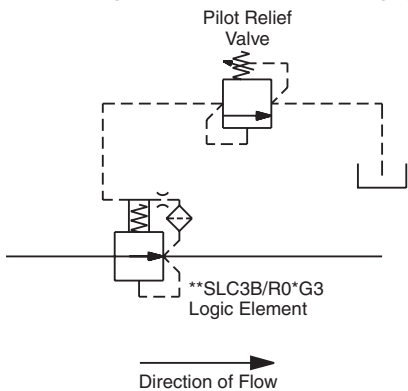 Pilot Relief
Valve
**SLC3B/R0*G3
Logic Element
Direction of Flow